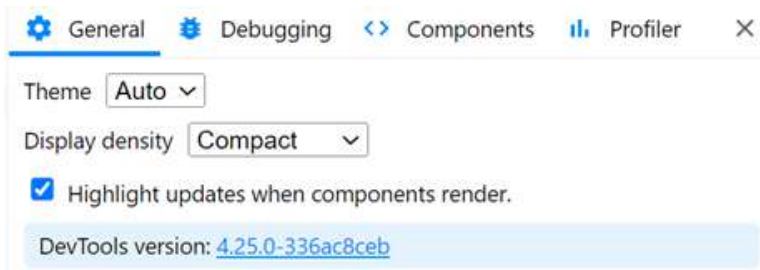 General Debugging Components Profiler
Theme Auto
Display density Compact
Highlight updates when components render.
DevTools version: 4.25.0-336ac8ceb